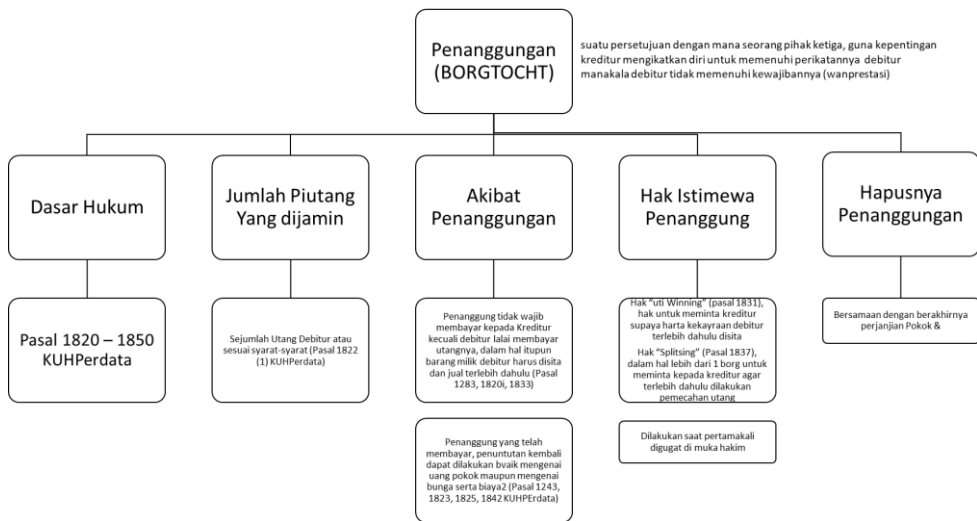 Penanggungan
(BORGTOCHT)
suatu persetujuan dengan mana seorang pihak ketiga, guna kepentingan
kreditur mengikatkan diri untuk memenuhi perikatannya debitur
manakala debitur tidak memenuhi kewajibannya (wanprestasi)
Dasar Hukum
Jumlah Piutang
Yang dijamin
Akibat
Penanggungan
Hak Istimewa
Penanggung
Hapusnya
Penanggungan
Pasal 1820 – 1850
KUHPerdata
Sejumlah Utang Debitur atau
sesuai syarat-syarat (Pasal 1822
(1) KUHPerdata)
Penanggung tidak wajib
membayar kepada Kreditur
kecuali debitur lalai membayar
utangnya, dalam hal itupun
barang milik debitur harus disita
dan jual terlebih dahulu (Pasal
1283, 1820i, 1833)
Hak “uti Winning” (pasal 1831),
hak untuk meminta kreditur
supaya harta kekayraan debitur
terlebih dahulu disita
Hak “Splitsing” (Pasal 1837),
dalam hal lebih dari 1 borg untuk
meminta kepada kreditur agar
terlebih dahulu dilakukan
pemecahan utang
Bersamaan dengan berakhirnya
perjanjian Pokok &
Penanggung yang telah
membayar, penuntutan kembali
dapat dilakukan bvaik mengenai
uang pokok maupun mengenai
bunga serta biaya2 (Pasal 1243,
1823, 1825, 1842 KUHPerdata)
Dilakukan saat pertamakali
digugat di muka hakim